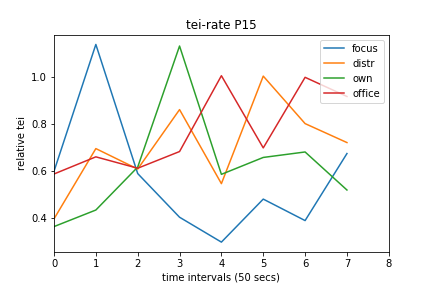 tei-rate P15
focus
distr
own
office
relative tei
1.0
0.8
0.6
0.4
0 1 2 3 4 5 6 7 8
time intervals (50 secs)